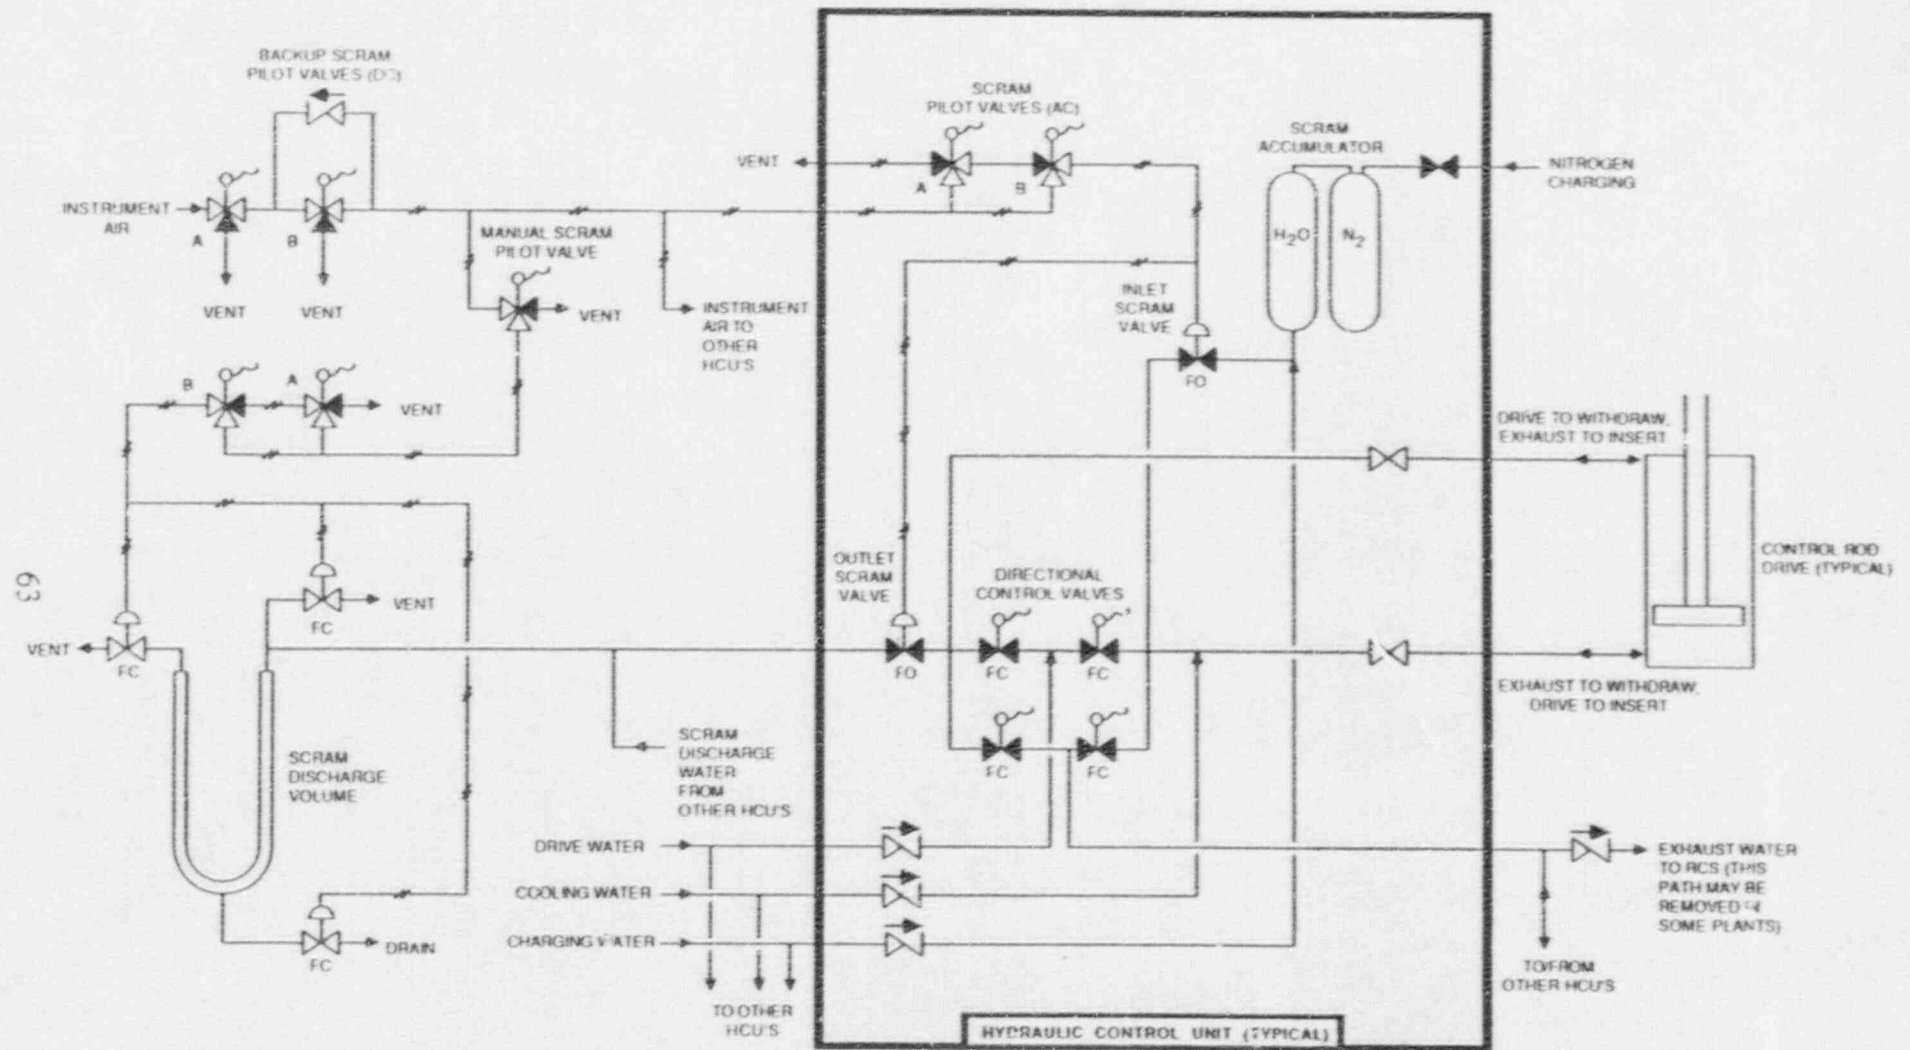 BACKUP SCRAM
PILOT VALVES (DC)
INSTRUMENT
AIR
A
B
VENT
VENT
MANUAL SCRAM
PILOT VALVE
VENT
INSTRUMENT
AIR TO
OTHER
HCU'S
B
A
VENT
VENT
FC
VENT
FC
SCRAM
DISCHARGE
VOLUME
FC
DRAIN
SCRAM
DISCHARGE
WATER
FROM
OTHER HCU'S
DRIVE WATER
COOLING WATER
CHARGING WATER
TO OTHER
HCU'S
VENT
SCRAM
PILOT VALVES (AC)
A
B
SCRAM
ACCUMULATOR
H2O
N2
NITROGEN
CHARGING
INLET
SCRAM
VALVE
FO
OUTLET
SCRAM
VALVE
FO
DIRECTIONAL
CONTROL VALVES
FC
FC
FC
FC
DRIVE TO WITHDRAW,
EXHAUST TO INSERT
CONTROL ROD
DRIVE (TYPICAL)
EXHAUST TO WITHDRAW,
DRIVE TO INSERT
EXHAUST WATER
TO RCS (THIS
PATH MAY BE
REMOVED IN
SOME PLANTS)
TO/FROM
OTHER HCU'S
HYDRAULIC CONTROL UNIT (TYPICAL)
63